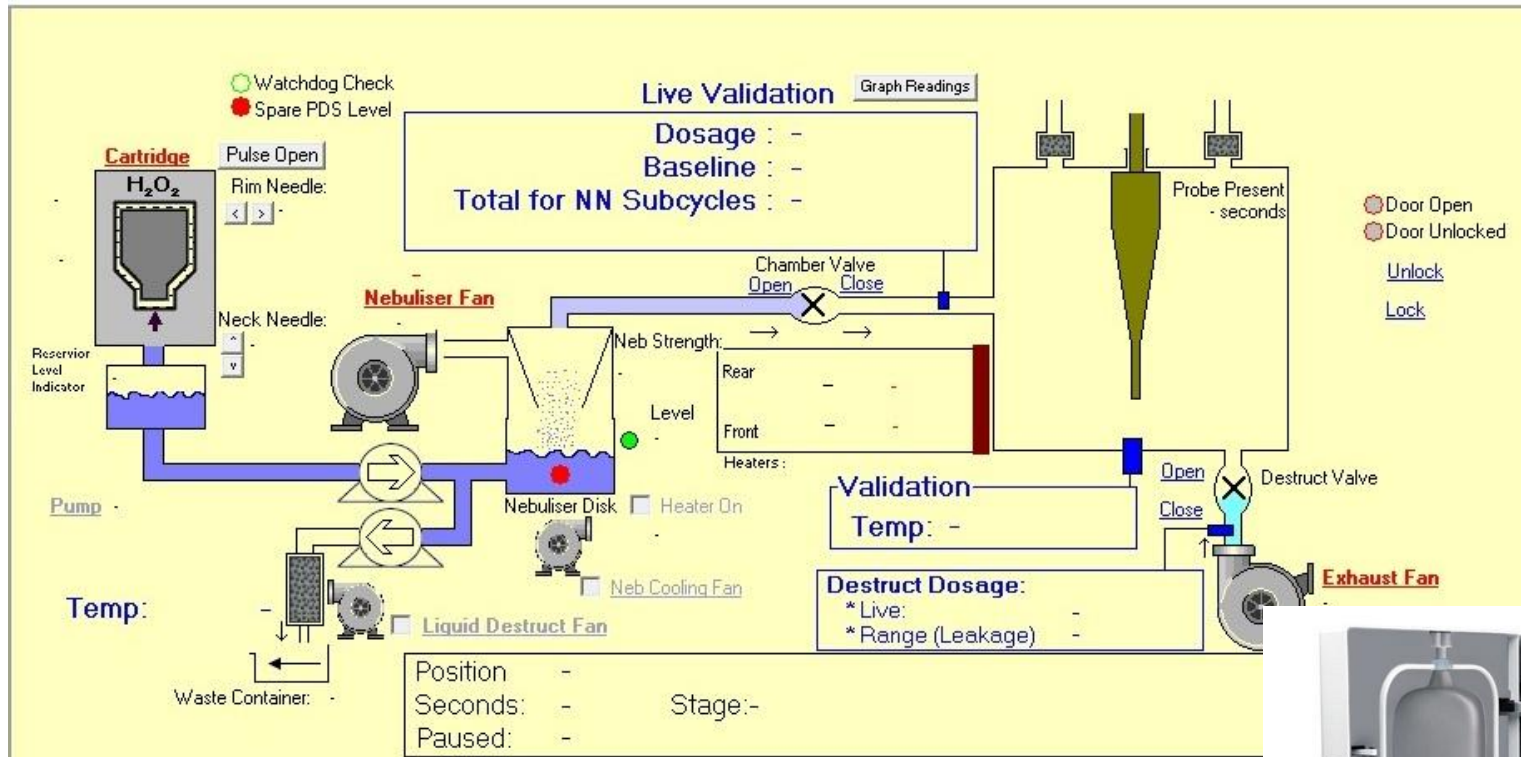 Watchdog Check
Spare PDS Level
Live Validation
Graph Readings
Dosage : -
Baseline : -
Total for NN Subcycles : -
Cartridge
Pulse Open
H₂O₂
Rim Needle:
< > -
-
-
Neck Needle:
^ -
v
Reservior
Level
Indicator
-
Nebuliser Fan
-
-
Chamber Valve
Open Close
Probe Present
- seconds
Door Open
Door Unlocked
Unlock
Lock
Neb Strength:
-
→ →
Rear - -
Front - -
Heaters :
Level
-
Pump -
Nebuliser Disk
Heater On
-
Neb Cooling Fan
Validation
Temp: -
Open
Close
Destruct Valve
Temp: -
Liquid Destruct Fan
Destruct Dosage:
* Live: -
* Range (Leakage) -
Exhaust Fan
-
Waste Container: -
Position -
Seconds: - Stage:-
Paused: -